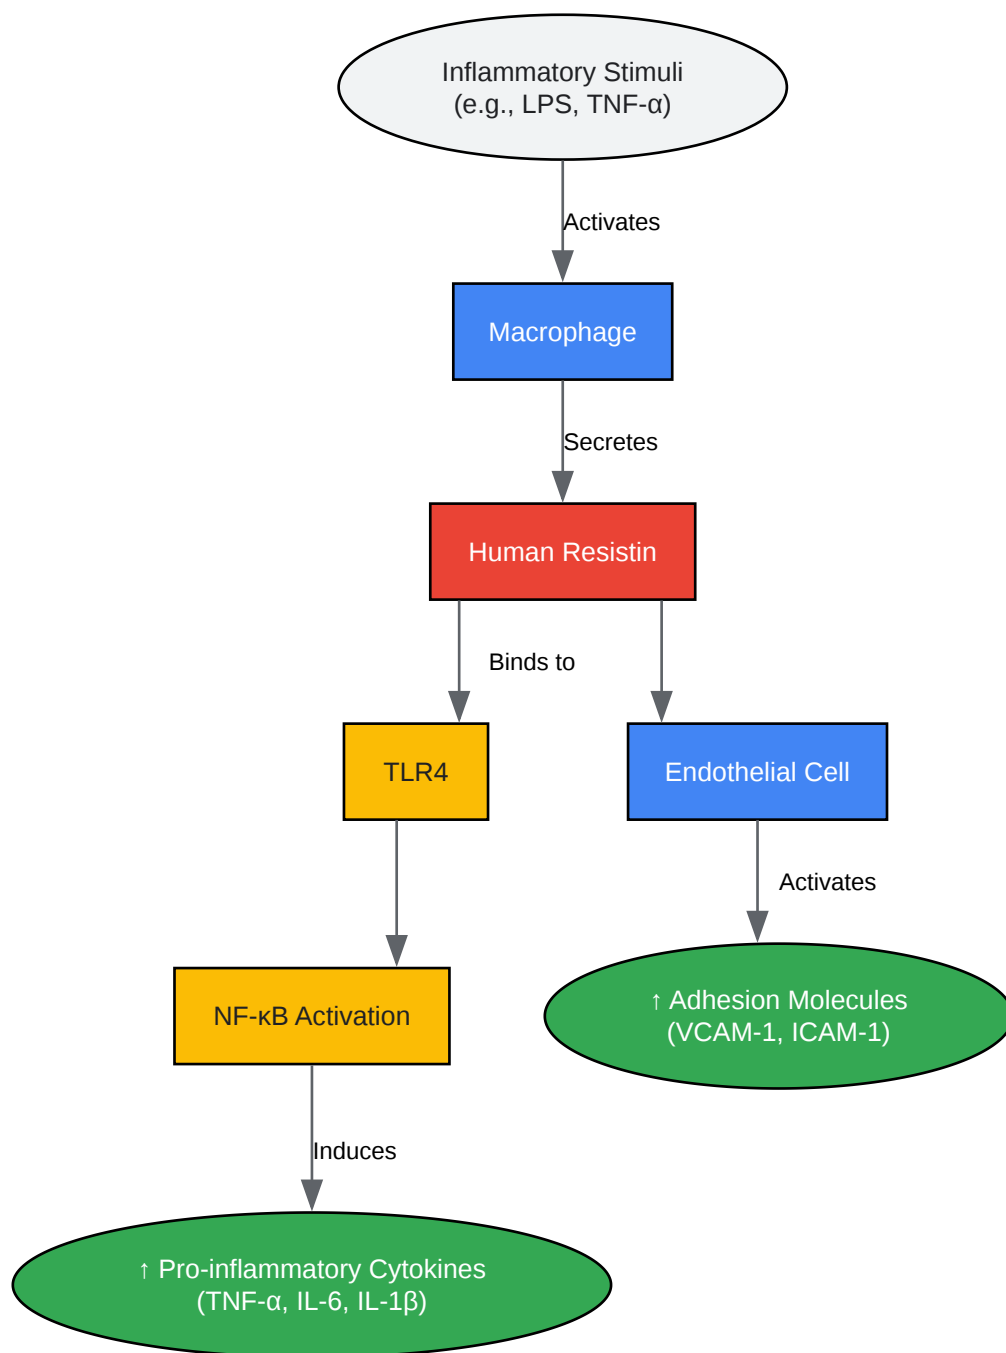 Inflammatory Stimuli
(e.g., LPS, TNF-α)
Activates
Macrophage
Secretes
Human Resistin
Binds to
TLR4
Endothelial Cell
Activates
↑ Adhesion Molecules
(VCAM-1, ICAM-1)
NF-κB Activation
Induces
↑ Pro-inflammatory Cytokines
(TNF-α, IL-6, IL-1β)